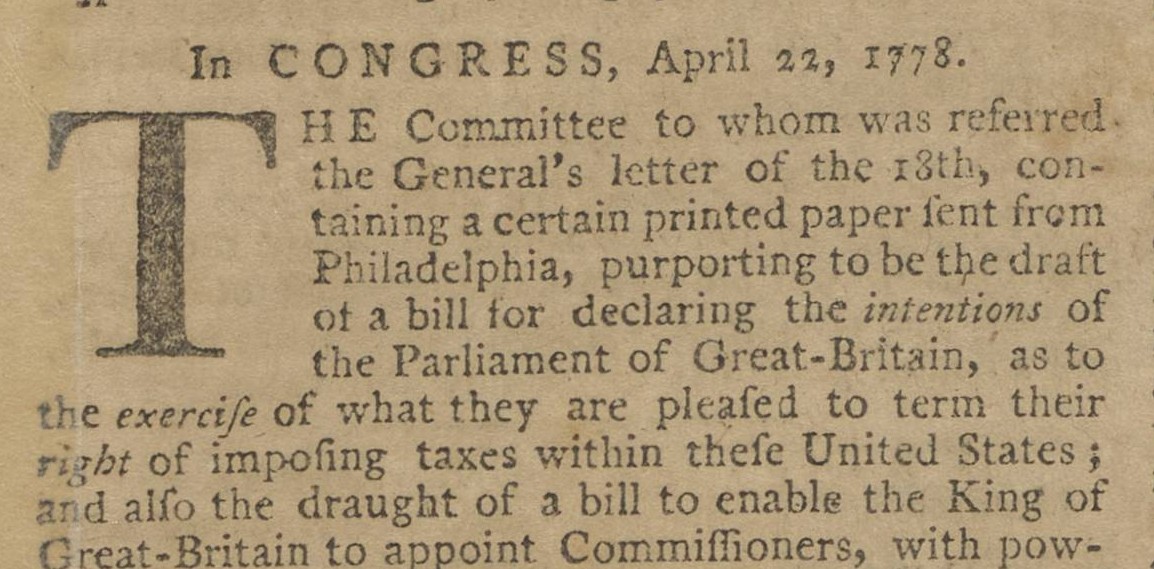 In CONGRESS, April 22, 1778.
THE Committee to whom was referred
the General's letter of the 18th, con-
taining a certain printed paper ſent from
Philadelphia, purporting to be the draft
of a bill for declaring the intentions of
the Parliament of Great-Britain, as to
the exerciſe of what they are pleaſed to term their
right of impoſing taxes within theſe United States;
and alſo the draught of a bill to enable the King of
Great-Britain to appoint Commiſſioners, with pow-